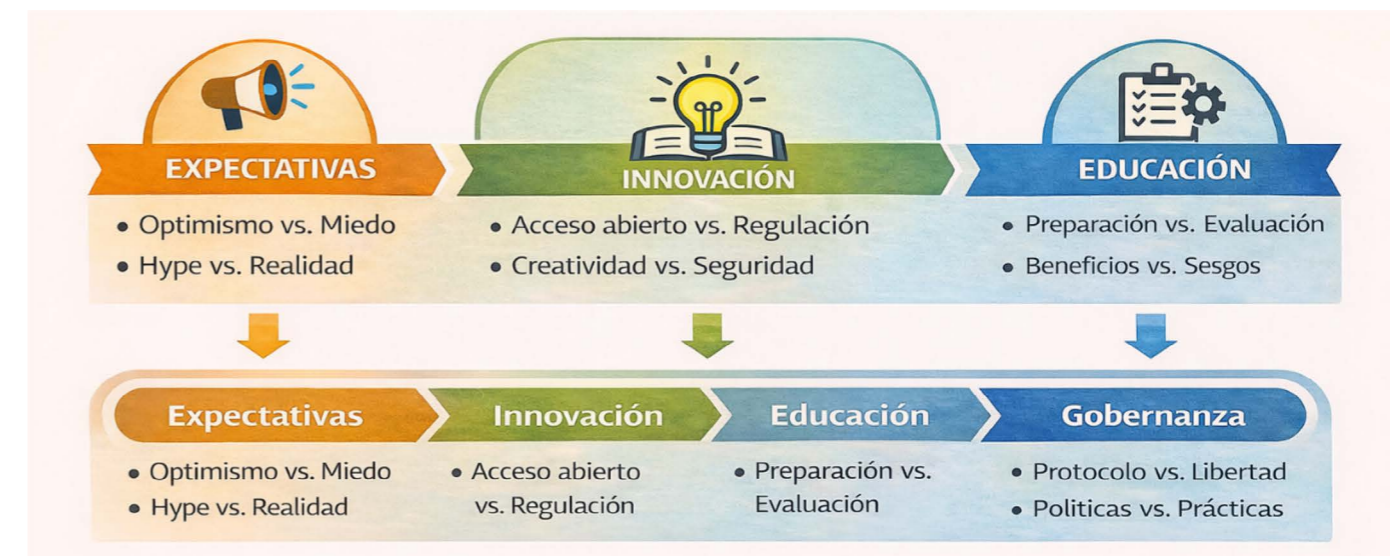 EXPECTATIVAS
• Optimismo vs. Miedo
• Hype vs. Realidad
INNOVACIÓN
• Acceso abierto vs. Regulación
• Creatividad vs. Seguridad
EDUCACIÓN
• Preparación vs. Evaluación
• Beneficios vs. Sesgos
Expectativas
• Optimismo vs. Miedo
• Hype vs. Realidad
Innovación
• Acceso abierto
vs. Regulación
Educación
• Preparación vs.
Evaluación
Gobernanza
• Protocolo vs. Libertad
• Politicas vs. Prácticas